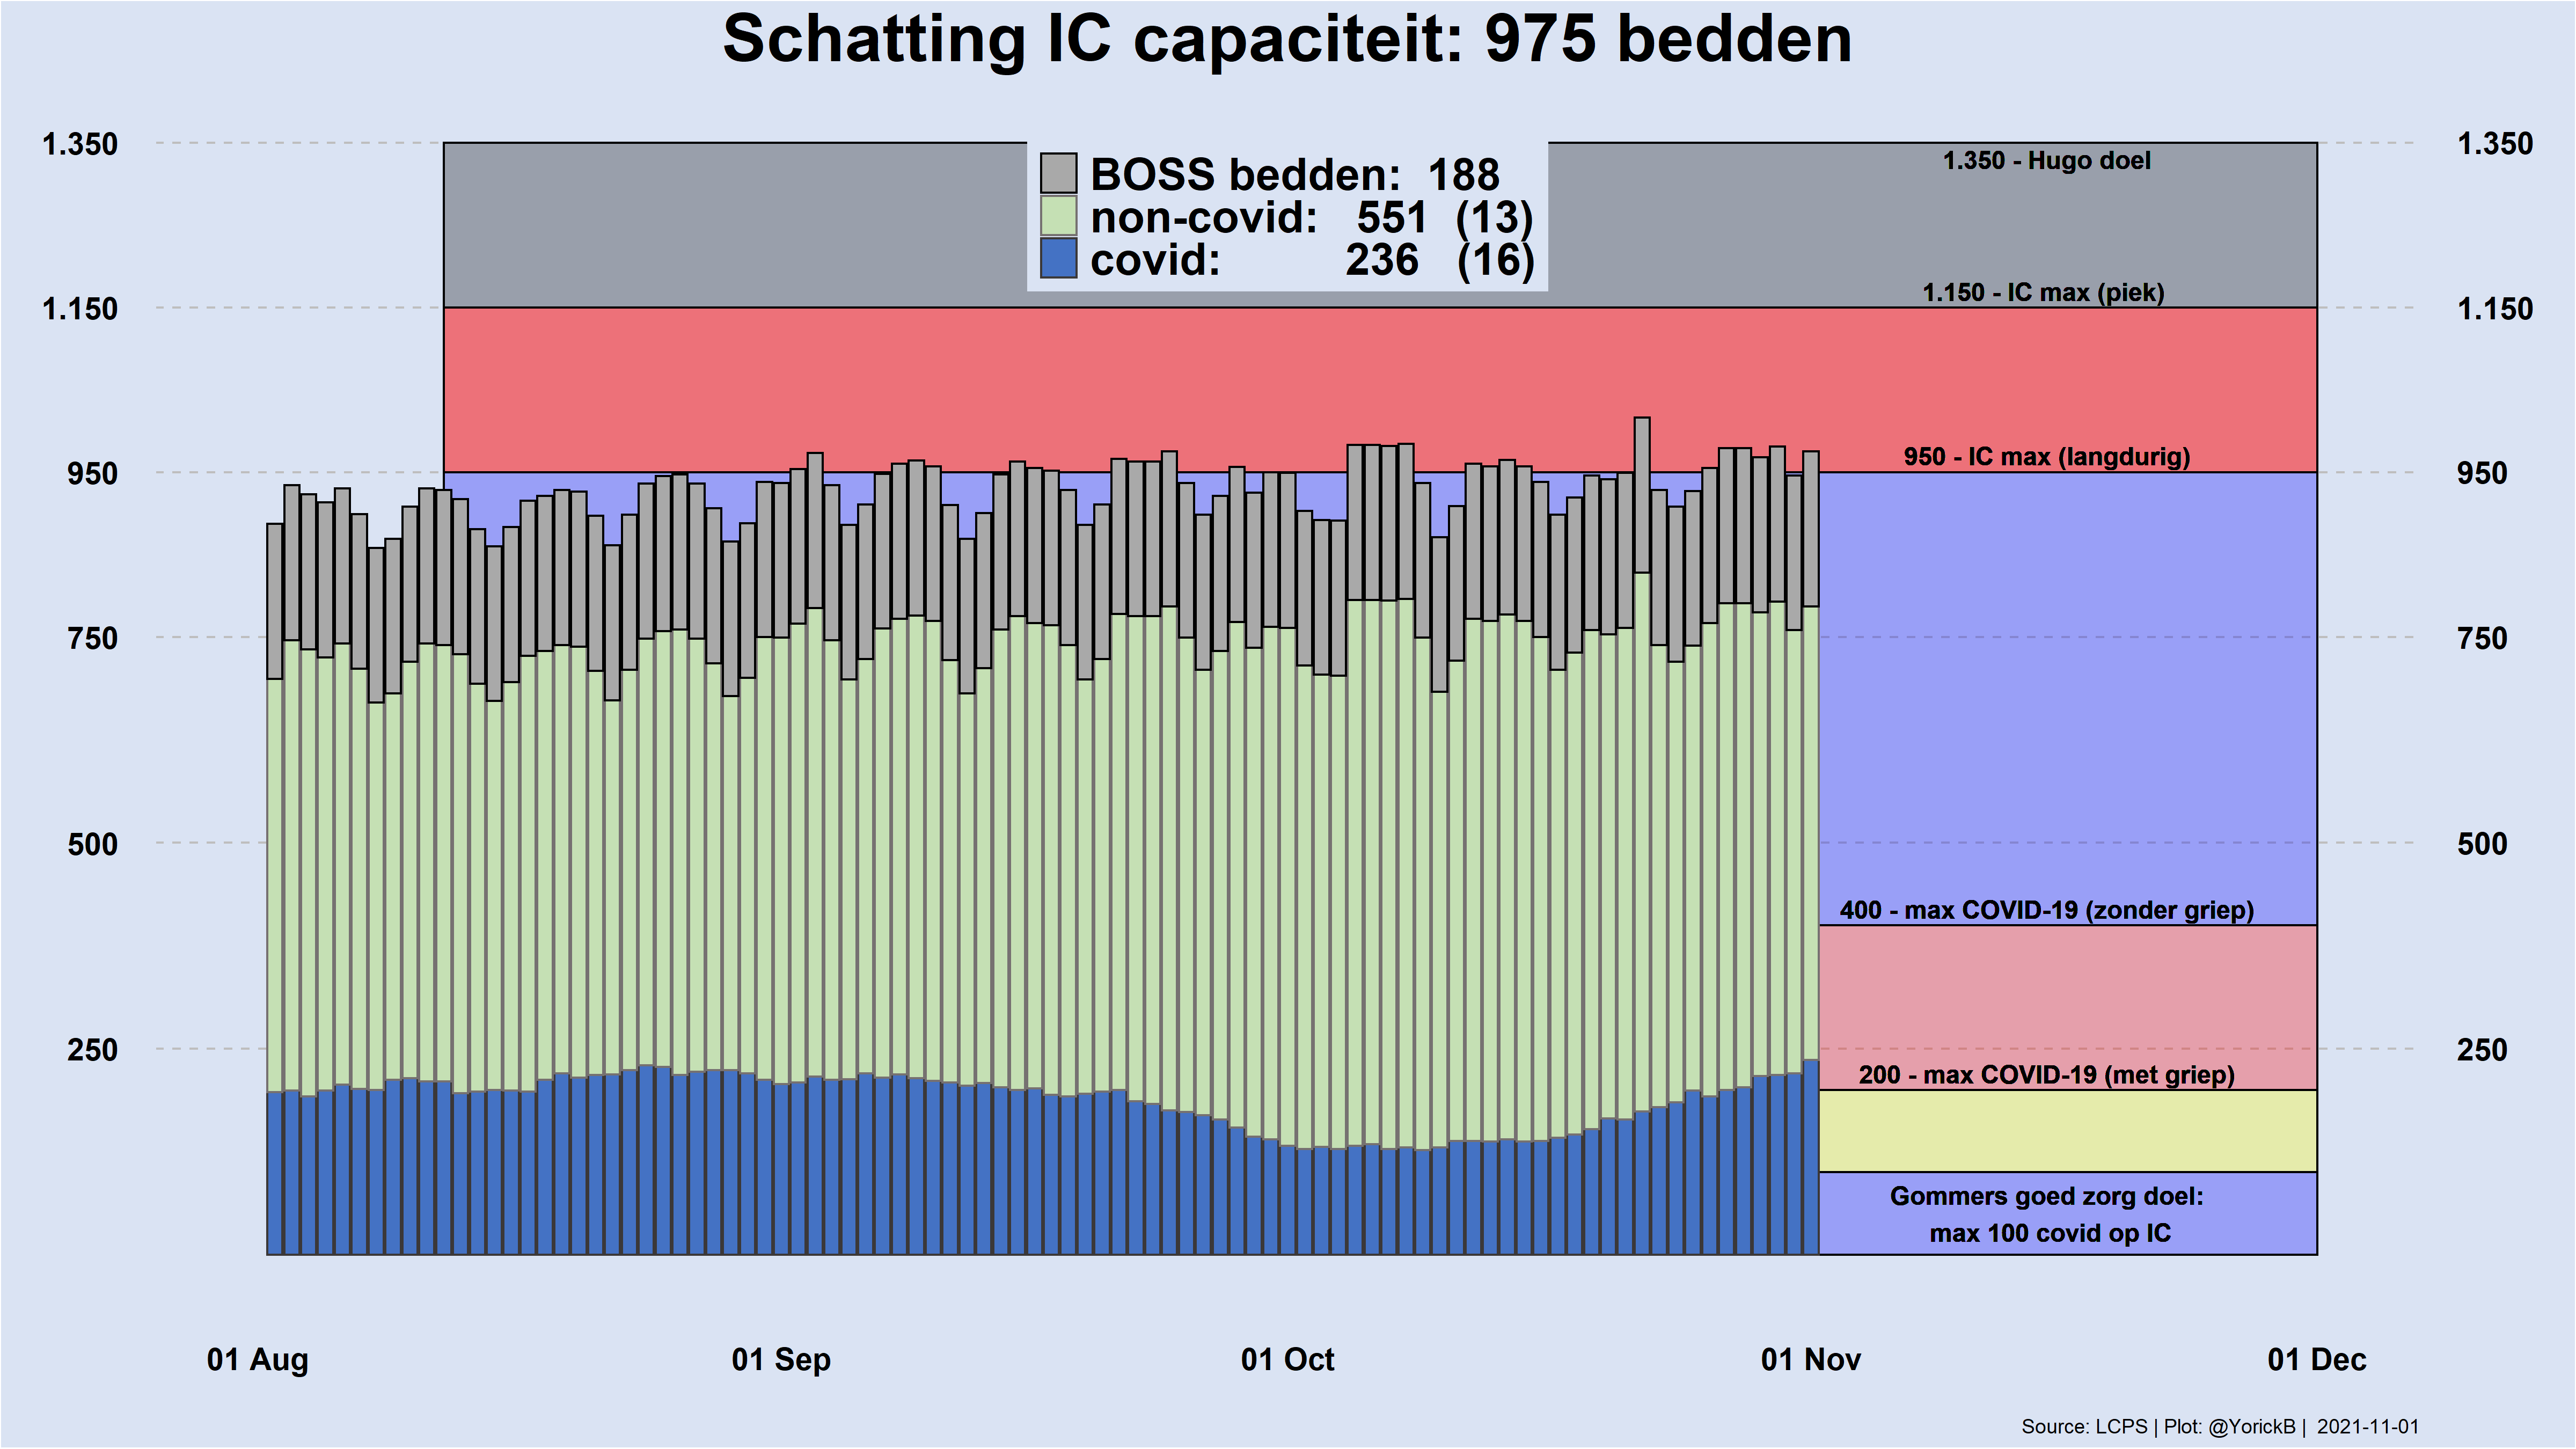 Schatting IC capaciteit: 975 bedden
1.350
1.350
BOSS bedden: 188
non-covid: 551 (13)
covid: 236 (16)
1.350 - Hugo doel
1.150 - IC max (piek)
1.150
1.150
950 - IC max (langdurig)
950
950
750
750
500
500
400 - max COVID-19 (zonder griep)
250
250
200 - max COVID-19 (met griep)
Gommers goed zorg doel:
max 100 covid op IC
01 Aug
01 Sep
01 Oct
01 Nov
01 Dec
Source: LCPS | Plot: @YorickB | 2021-11-01